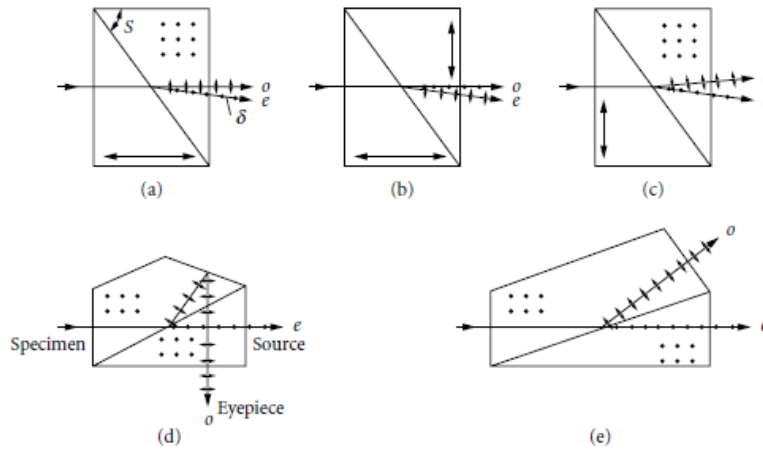 S
o
e
δ
(a)
o
e
(b)
(c)
Specimen
e
Source
Eyepiece
o
(d)
o
(e)